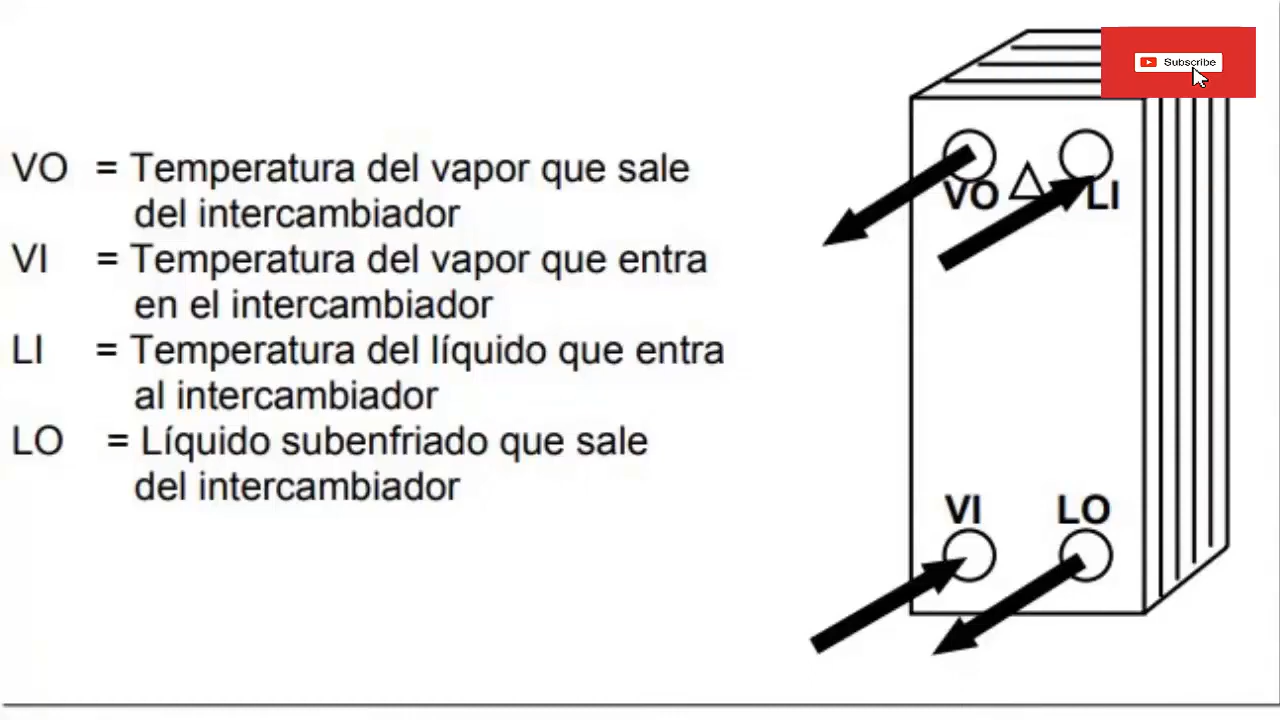 VO = Temperatura del vapor que sale
del intercambiador
VI = Temperatura del vapor que entra
en el intercambiador
LI = Temperatura del líquido que entra
al intercambiador
LO = Líquido subenfriado que sale
del intercambiador
Subscribe
VO LI
VI LO